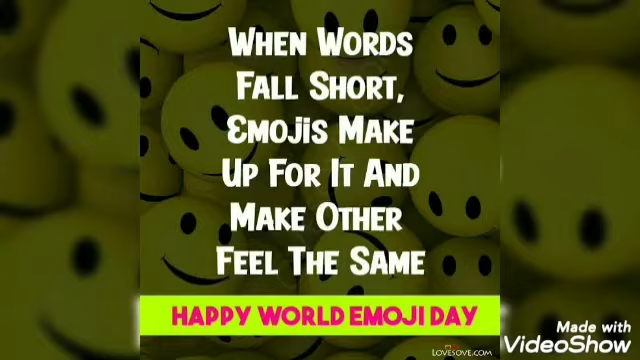 When Words
Fall Short,
Emojis Make
Up For It And
Make Other
Feel The Same
HAPPY WORLD EMOJI DAY
LOVESOVE.COM
Made with
VideoShow